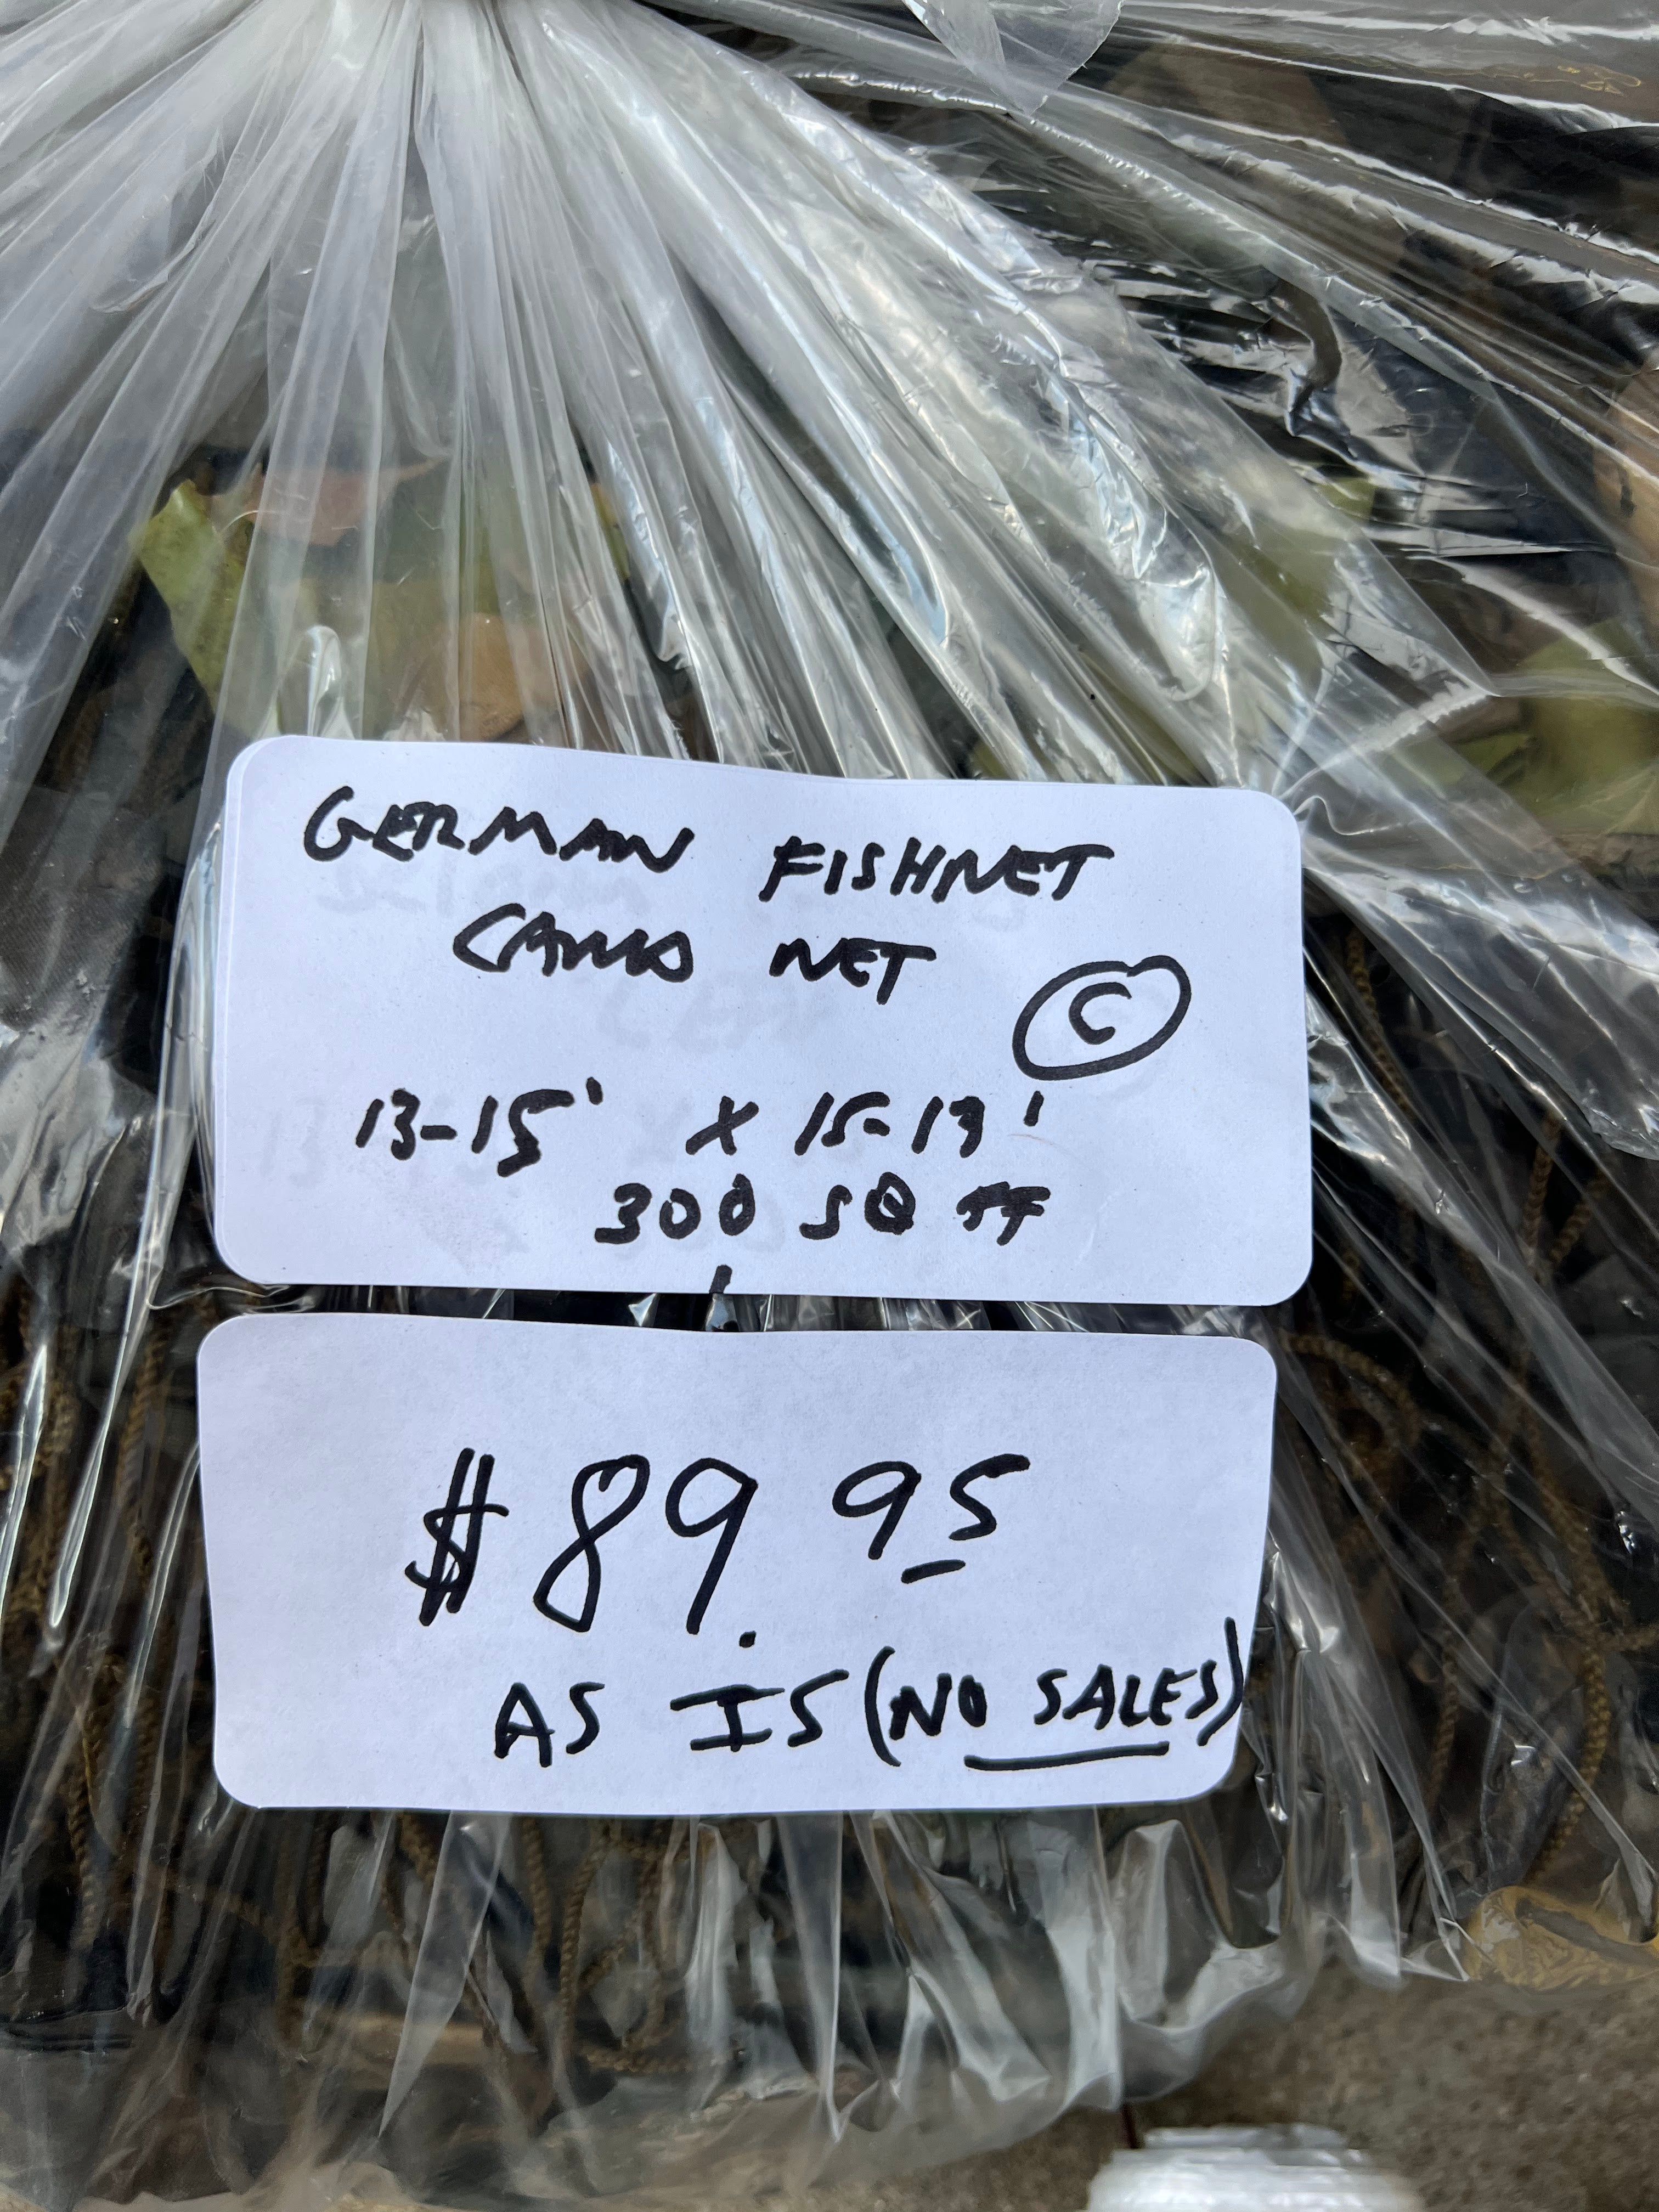 GERMAN FISHNET
CAMO NET
C
13-15' X 15-19'
300 SQ FT
$89.95
AS IS (NO SALES)